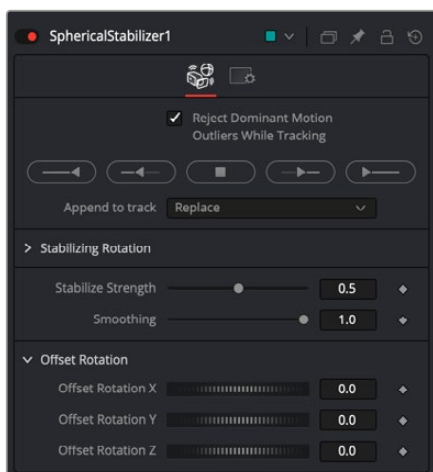 SphericalStabilizer1
Reject Dominant Motion
Outliers While Tracking
Append to track Replace
Stabilizing Rotation
Stabilize Strength 0.5
Smoothing 1.0
Offset Rotation
Offset Rotation X 0.0
Offset Rotation Y 0.0
Offset Rotation Z 0.0